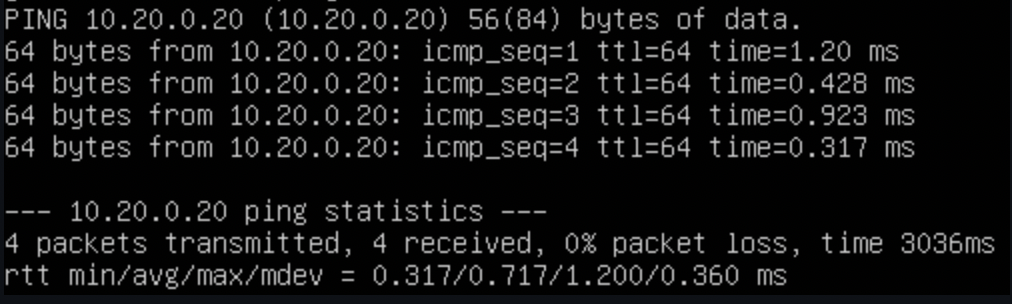 PING 10.20.0.20 (10.20.0.20) 56(84) bytes of data.
64 bytes from 10.20.0.20: icmp_seq=1 ttl=64 time=1.20 ms
64 bytes from 10.20.0.20: icmp_seq=2 ttl=64 time=0.428 ms
64 bytes from 10.20.0.20: icmp_seq=3 ttl=64 time=0.923 ms
64 bytes from 10.20.0.20: icmp_seq=4 ttl=64 time=0.317 ms
--- 10.20.0.20 ping statistics ---
4 packets transmitted, 4 received, 0% packet loss, time 3036ms
rtt min/avg/max/mdev = 0.317/0.717/1.200/0.360 ms